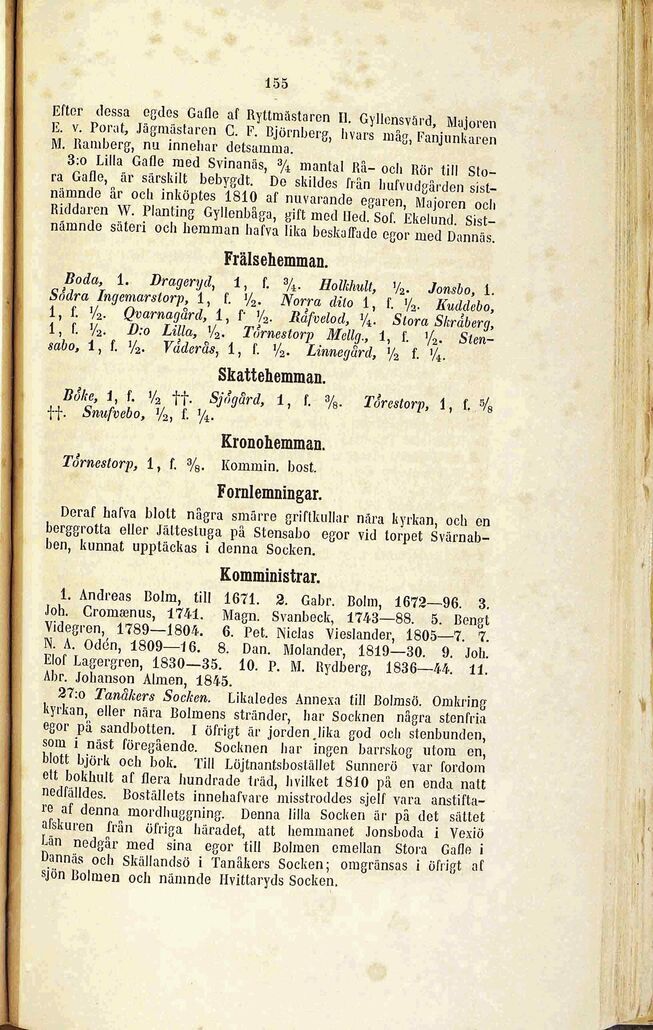 155
Efter dessa egdes Gafle af Ryttmästaren H. Gyllensvärd, Majoren
E. v. Porat, Jägmästaren C. F. Björnberg, hvars måg, Fanjunkaren
M. Ramberg, nu innehar detsamma.
3:o Lilla Gafle med Svinanäs, 3/4 mantal Rå- och Rör till Sto-
ra Gafle, är särskilt bebygdt. De skildes från hufvudgården sist-
nämnde år och inköptes 1810 af nuvarande egaren, Majoren och
Riddaren W. Planting Gyllenbåga, gift med Hed. Sof. Ekelund. Sist-
nämnde säteri och hemman hafva lika beskaffade egor med Dannäs.
Frälsehemman.
Boda, 1. Drageryd, 1, f. 3/4. Holkhult, 1/2. Jonsbo, 1.
Södra Ingemarstorp, 1, f. 1/2. Norra dito 1, f. 1/2. Kuddebo,
1, f. 1/2. Qvarnagård, 1, f 1/2. Råfvelod, 1/4. Stora Skråberg,
1, f. 1/2. D:o Lilla, 1/2. Törnestorp Mellg., 1, f. 1/2. Sten-
sabo, 1, f. 1/2. Väderås, 1, f. 1/2. Linnegård, 1/2 f. 1/4.
Skattehemman.
Böke, 1, f. 1/2 ††. Sjögård, 1, f. 3/8. Törestorp, 1, f. 5/8
††. Snufvebo, 1/2, f. 1/4.
Kronohemman.
Törnestorp, 1, f. 3/8. Kommin. bost.
Fornlemningar.
Deraf hafva blott några smärre griftkullar nära kyrkan, och en
berggrotta eller Jättestuga på Stensabo egor vid torpet Svärnab-
ben, kunnat upptäckas i denna Socken.
Komministrar.
1. Andreas Bolm, till 1671. 2. Gabr. Bolm, 1672—96. 3.
Joh. Cromænus, 1741. Magn. Svanbeck, 1743—88. 5. Bengt
Videgren, 1789—1804. 6. Pet. Niclas Vieslander, 1805—7. 7.
N. A. Odén, 1809—16. 8. Dan. Molander, 1819—30. 9. Joh.
Elof Lagergren, 1830—35. 10. P. M. Rydberg, 1836—44. 11.
Abr. Johanson Almen, 1845.
27:o Tanåkers Socken. Likaledes Annexa till Bolmsö. Omkring
kyrkan, eller nära Bolmens stränder, har Socknen några stenfria
egor på sandbotten. I öfrigt är jorden lika god och stenbunden,
som i näst föregående. Socknen har ingen barrskog utom en,
blott björk och bok. Till Löjtnantsbostället Sunnerö var fordom
ett bokhult af flera hundrade träd, hvilket 1810 på en enda natt
nedfälldes. Boställets innehafvare misstroddes sjelf vara anstifta-
re af denna mordhuggning. Denna lilla Socken är på det sättet
afskuren från öfriga häradet, att hemmanet Jonsboda i Vexiö
Län nedgår med sina egor till Bolmen emellan Stora Gafle i
Dannäs och Skällandsö i Tanåkers Socken; omgränsas i öfrigt af
sjön Bolmen och nämnde Hvittaryds Socken.